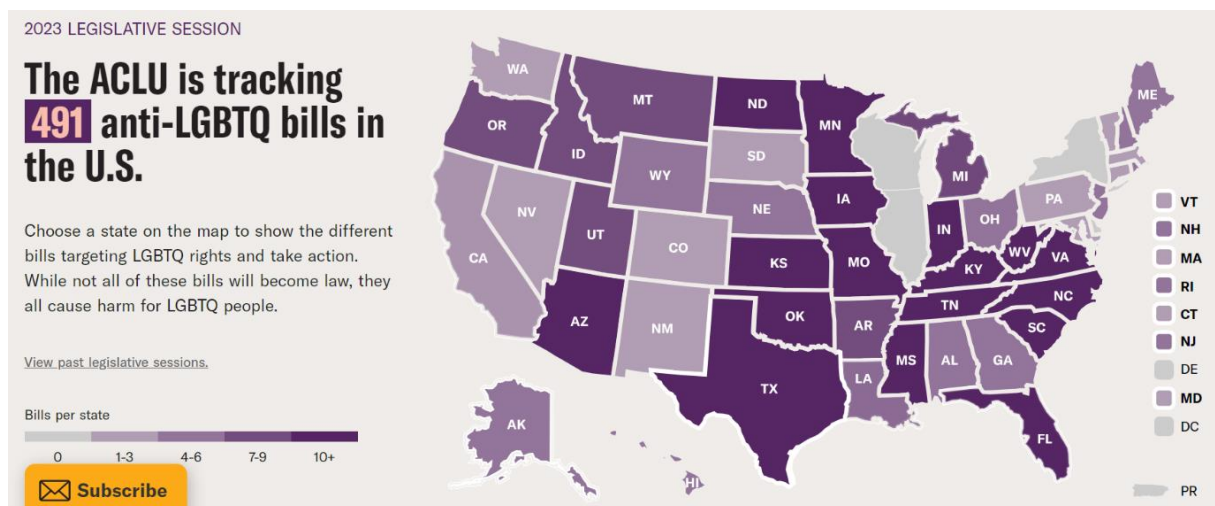 2023 LEGISLATIVE SESSION
The ACLU is tracking
491 anti-LGBTQ bills in
the U.S.
Choose a state on the map to show the different
bills targeting LGBTQ rights and take action.
While not all of these bills will become law, they
all cause harm for LGBTQ people.
View past legislative sessions.
Bills per state
0 1-3 4-6 7-9 10+
Subscribe
WA
MT
ND
MN
ME
OR
ID
SD
WY
MI
IA
NE
PA
NV
OH
IN
UT
CO
CA
KS
MO
WV
VA
KY
NC
TN
AZ
NM
OK
AR
SC
MS
AL
GA
TX
LA
AK
FL
HI
VT
NH
MA
RI
CT
NJ
DE
MD
DC
PR